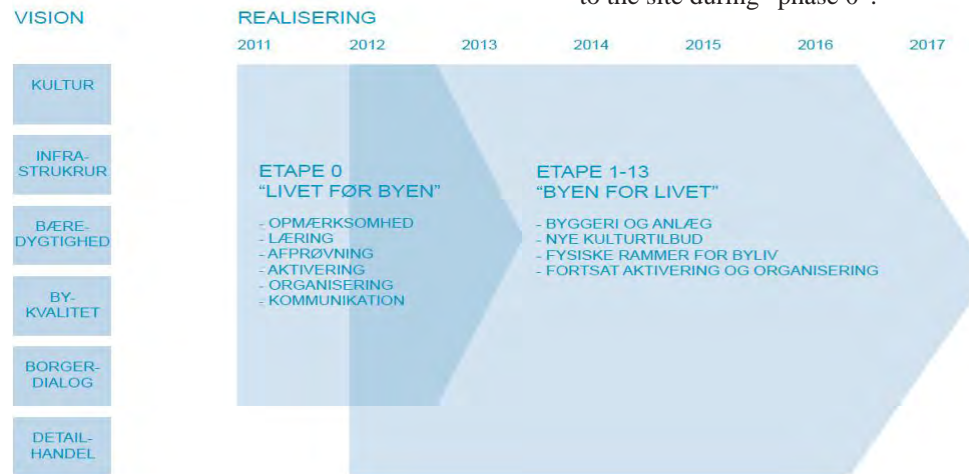 to the site during "phase 0".
VISION
REALISERING
2011 2012 2013 2014 2015 2016 2017
KULTUR
INFRA-
STRUKRUR
BÆRE-
DYGTIGHED
BY-
KVALITET
BORGER-
DIALOG
DETAIL-
HANDEL
ETAPE 0
"LIVET FØR BYEN"
- OPMÆRKSOMHED
- LÆRING
- AFPRØVNING
- AKTIVERING
- ORGANISERING
- KOMMUNIKATION
ETAPE 1-13
"BYEN FOR LIVET"
- BYGGERI OG ANLÆG
- NYE KULTURTILBUD
- FYSISKE RAMMER FOR BYLIV
- FORTSAT AKTIVERING OG ORGANISERING